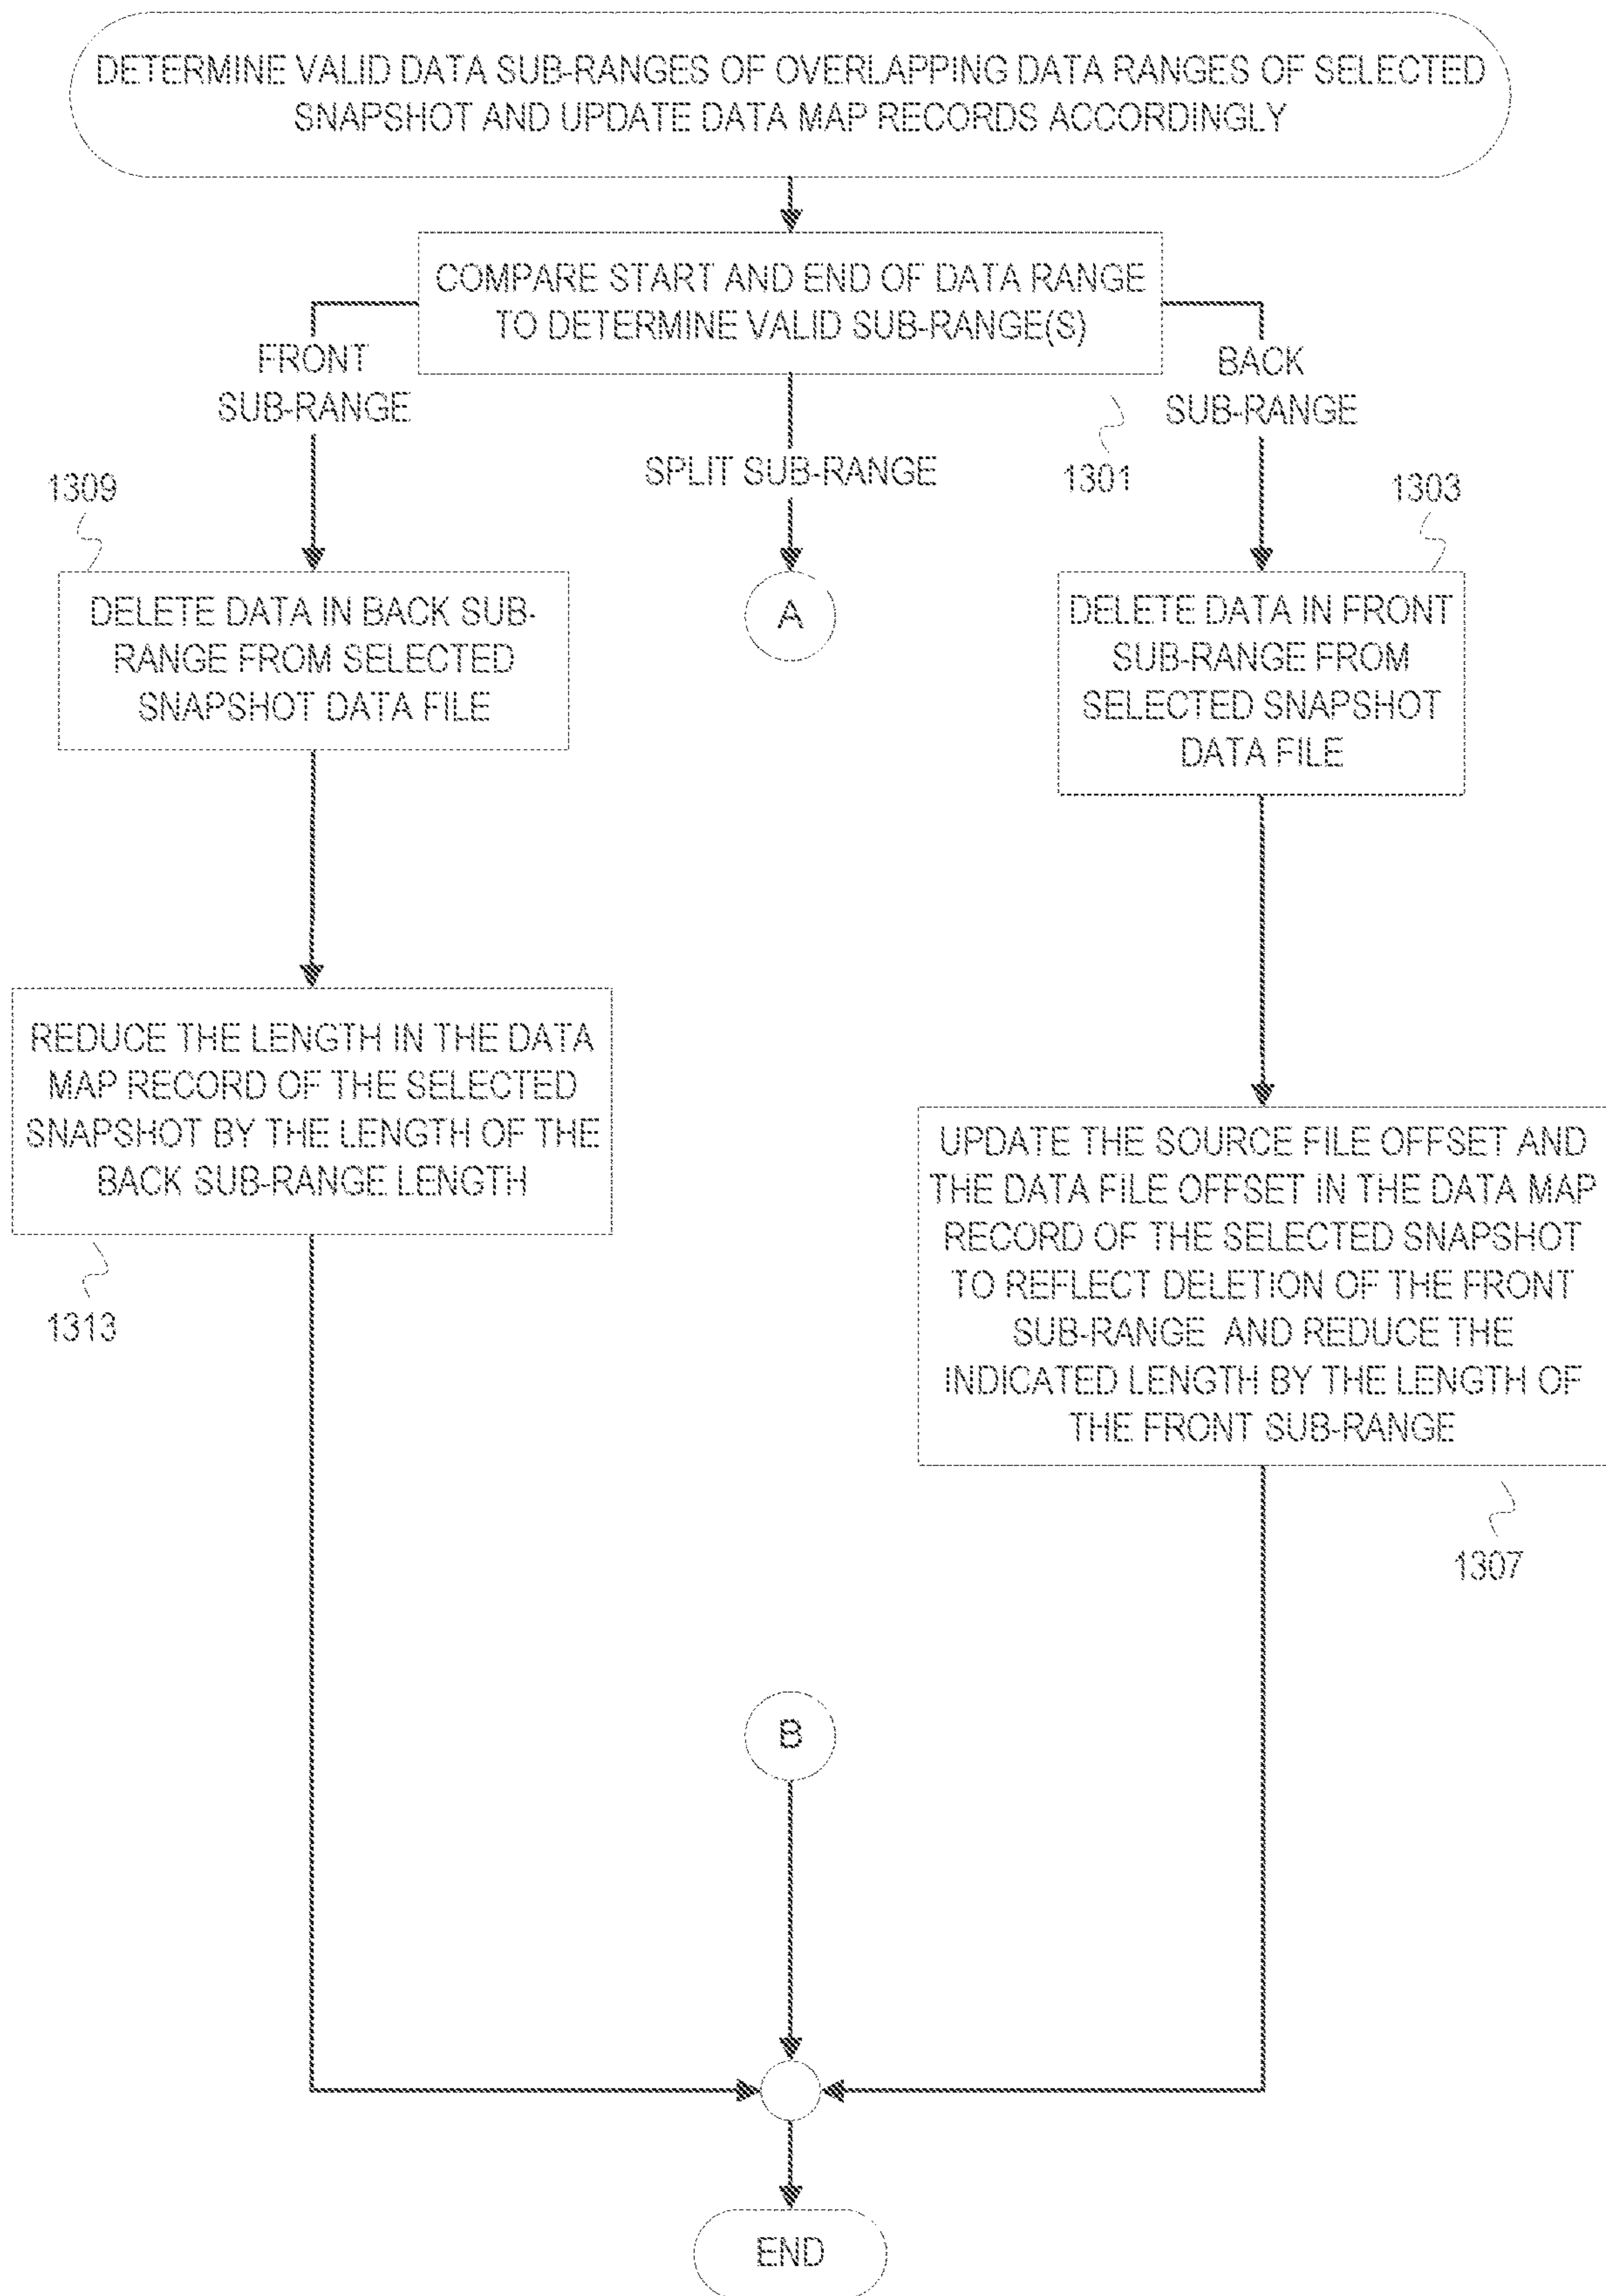 DETERMINE VALID DATA SUB-RANGES OF OVERLAPPING DATA RANGES OF SELECTED
SNAPSHOT AND UPDATE DATA MAP RECORDS ACCORDINGLY
COMPARE START AND END OF DATA RANGE
TO DETERMINE VALID SUB-RANGE(S)
FRONT
SUB-RANGE
BACK
SUB-RANGE
SPLIT SUB-RANGE
1301
1309
1303
DELETE DATA IN BACK SUB-
RANGE FROM SELECTED
SNAPSHOT DATA FILE
A
DELETE DATA IN FRONT
SUB-RANGE FROM
SELECTED SNAPSHOT
DATA FILE
REDUCE THE LENGTH IN THE DATA
MAP RECORD OF THE SELECTED
SNAPSHOT BY THE LENGTH OF THE
BACK SUB-RANGE LENGTH
1313
UPDATE THE SOURCE FILE OFFSET AND
THE DATA FILE OFFSET IN THE DATA MAP
RECORD OF THE SELECTED SNAPSHOT
TO REFLECT DELETION OF THE FRONT
SUB-RANGE AND REDUCE THE
INDICATED LENGTH BY THE LENGTH OF
THE FRONT SUB-RANGE
1307
B
END